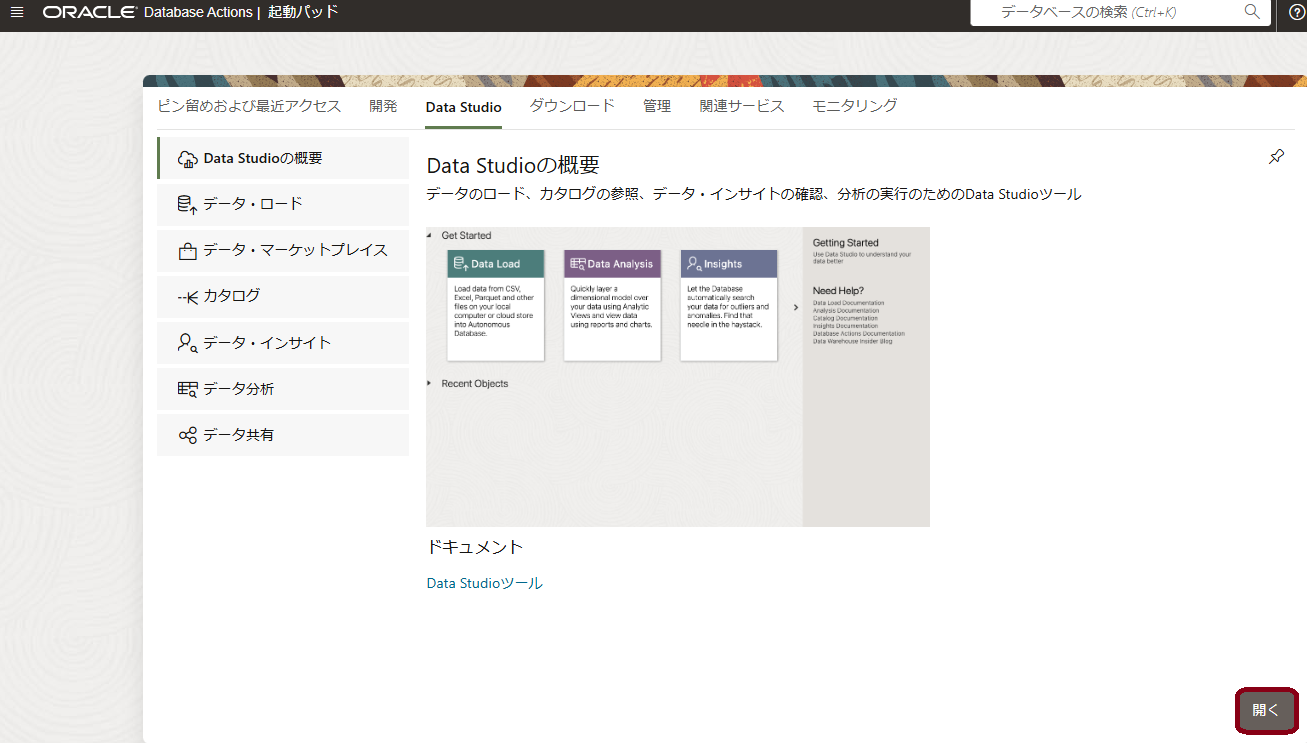 ORACLE Database Actions | 起動パッド
データベースの検索 (Ctrl+K)
ピン留めおよび最近アクセス 開発 Data Studio ダウンロード 管理 関連サービス モニタリング
Data Studioの概要
データ・ロード
データ・マーケットプレイス
カタログ
データ・インサイト
データ分析
データ共有
Data Studioの概要
データのロード、カタログの参照、データ・インサイトの確認、分析の実行のためのData Studioツール
Get Started
Data Load
Load data from CSV,
Excel, Parquet and other
files on your local
computer or cloud store
into Autonomous
Database.
Data Analysis
Quickly layer a
dimensional model over
your data using Analytic
Views and view data
using reports and charts.
Insights
Let the Database
automatically search
your data for outliers and
anomalies. Find that
needle in the haystack.
Recent Objects
Getting Started
Use Data Studio to understand your
data better
Need Help?
Data Load Documentation
Analysis Documentation
Catalog Documentation
Insights Documentation
Database Actions Documentation
Data Warehouse Insider Blog
ドキュメント
Data Studioツール
開く